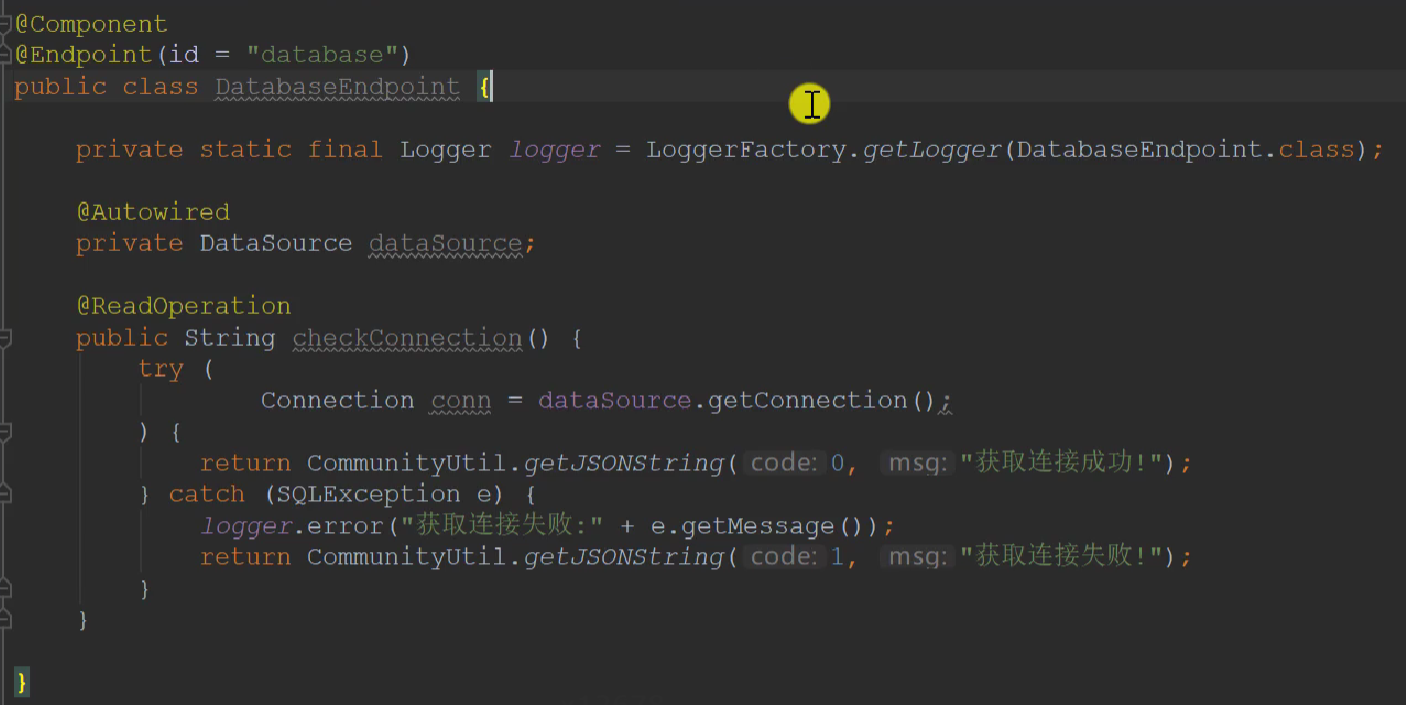 @Component
@Endpoint(id = "database")
public class DatabaseEndpoint {
private static final Logger logger = LoggerFactory.getLogger(DatabaseEndpoint.class);
@Autowired
private DataSource dataSource;
@ReadOperation
public String checkConnection() {
try (
Connection conn = dataSource.getConnection();
) {
return CommunityUtil.getJSONString( code: 0, msg: "获取连接成功!");
} catch (SQLException e) {
logger.error("获取连接失败:" + e.getMessage());
return CommunityUtil.getJSONString( code: 1, msg: "获取连接失败!");
}
}
}